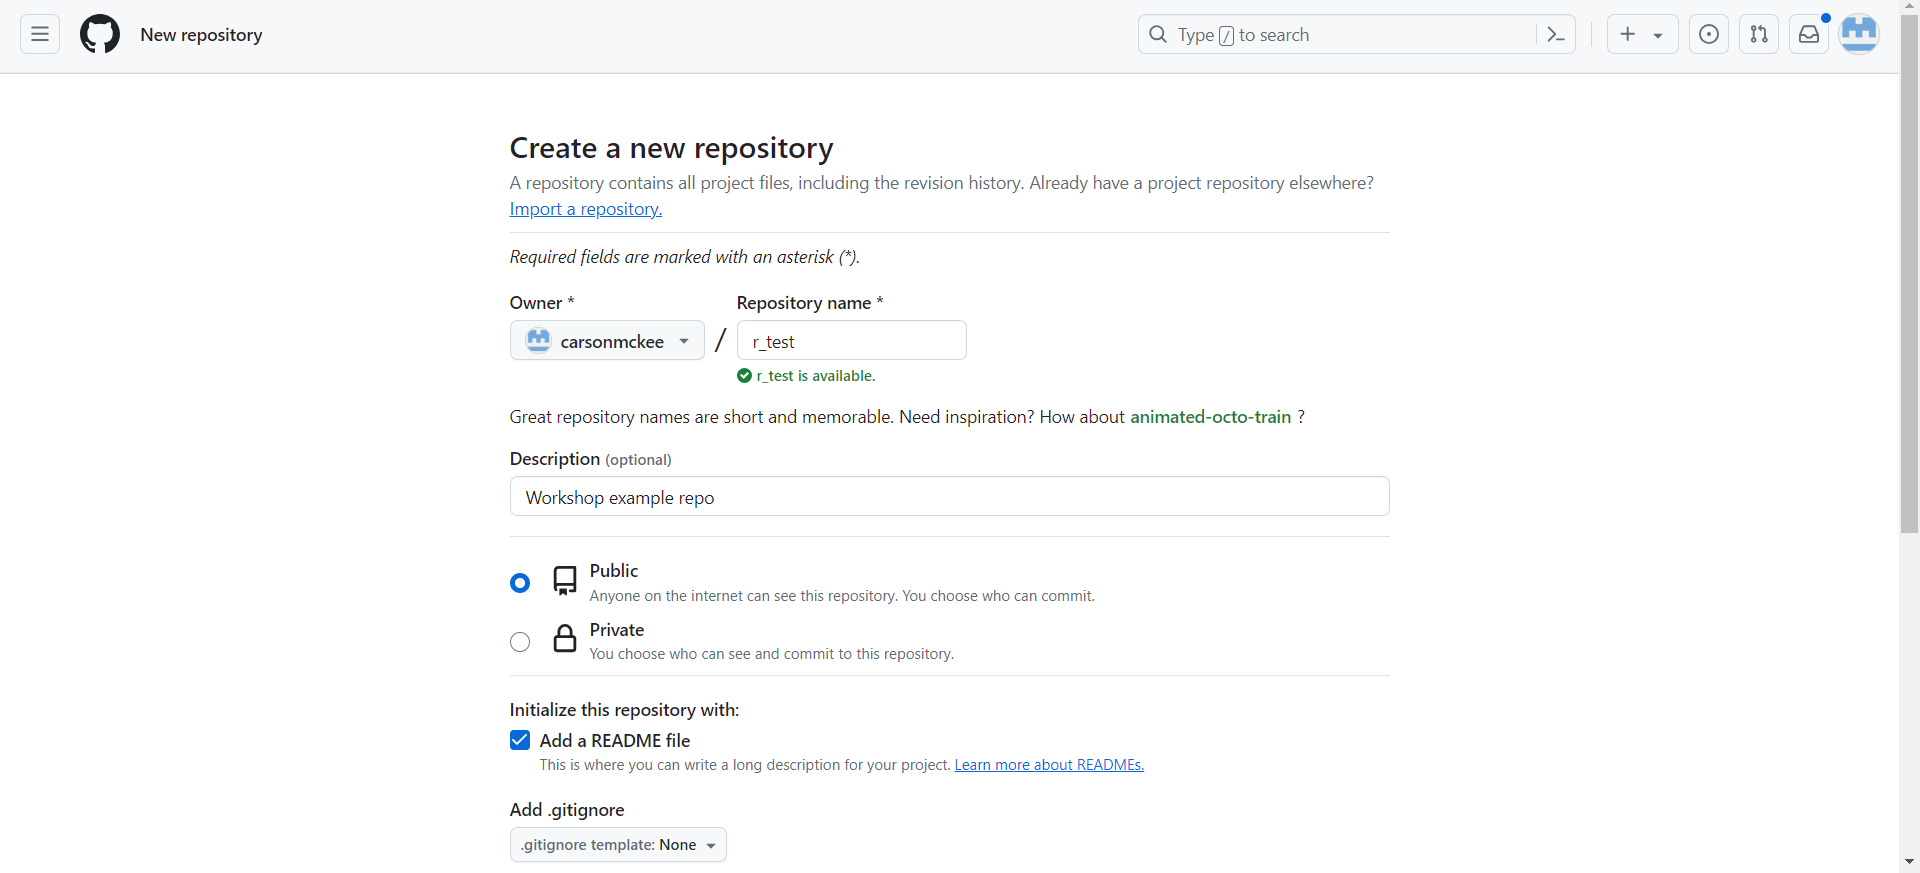 New repository
Type / to search
Create a new repository
A repository contains all project files, including the revision history. Already have a project repository elsewhere?
Import a repository.
Required fields are marked with an asterisk (*).
Owner * Repository name *
carsonmckee / r_test
r_test is available.
Great repository names are short and memorable. Need inspiration? How about animated-octo-train ?
Description (optional)
Workshop example repo
Public
Anyone on the internet can see this repository. You choose who can commit.
Private
You choose who can see and commit to this repository.
Initialize this repository with:
Add a README file
This is where you can write a long description for your project. Learn more about READMEs.
Add .gitignore
.gitignore template: None